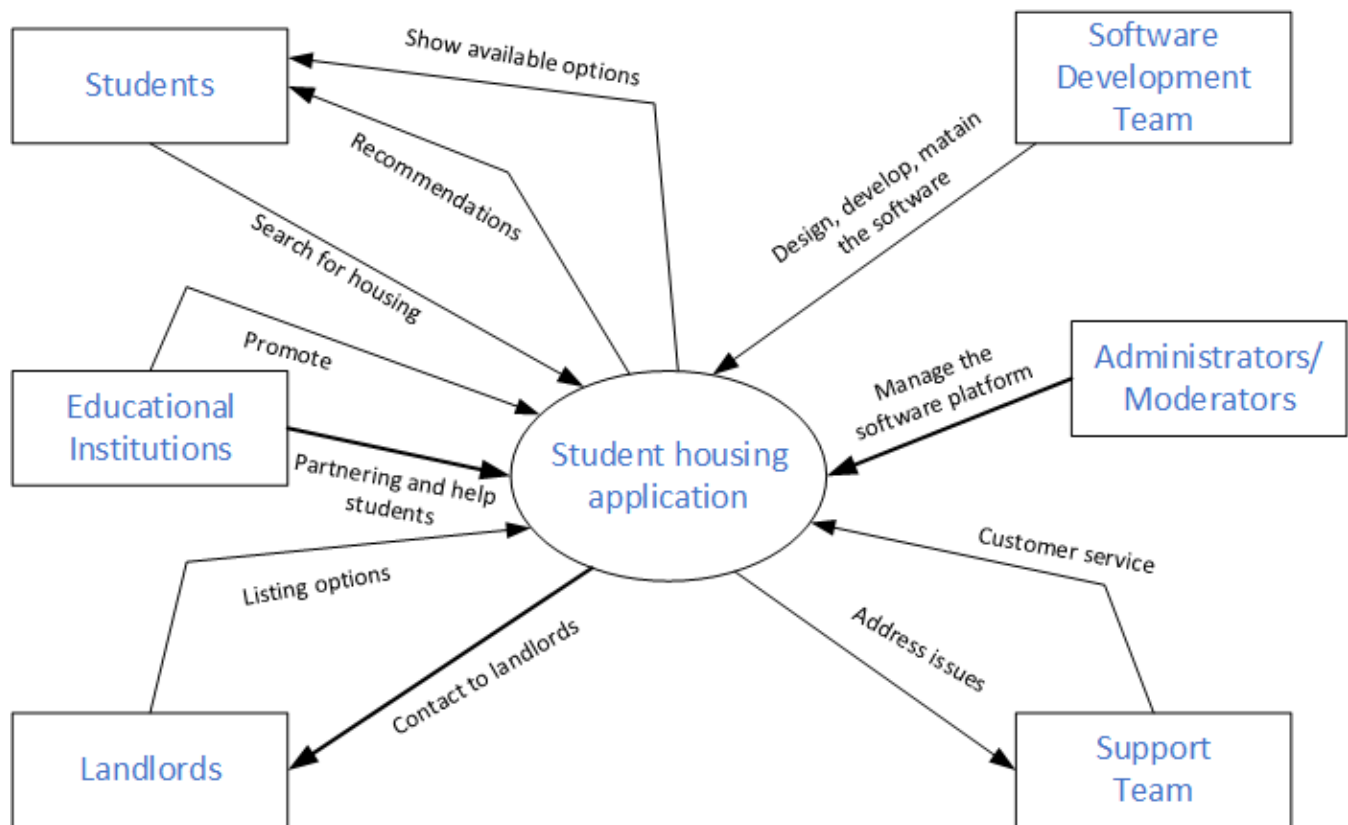 Students
Show available options
Software
Development
Team
Recommendations
Search for housing
Design, develop, matain
the software
Promote
Educational
Institutions
Manage the
software platform
Administrators/
Moderators
Student housing
application
Partnering and help
students
Listing options
Customer service
Contact to landlords
Address issues
Landlords
Support
Team